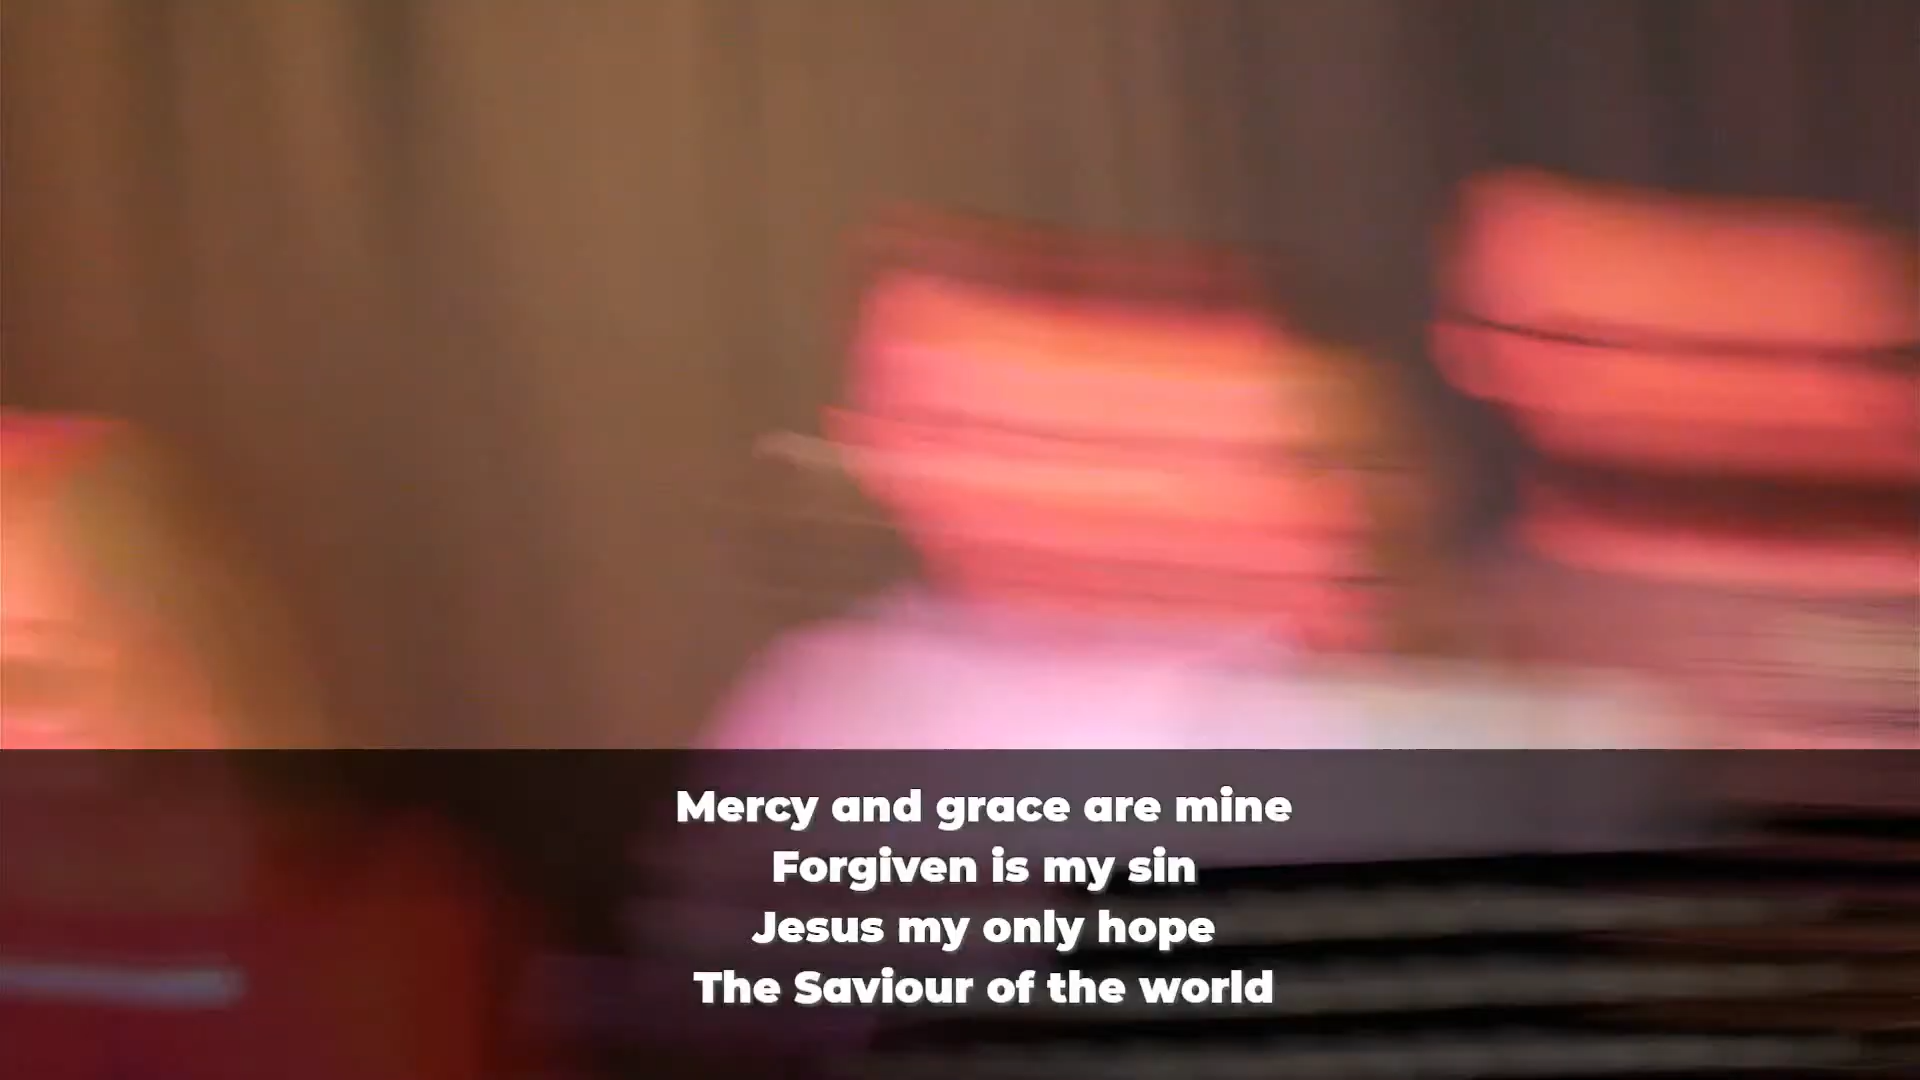 Mercy and grace are mine
Forgiven is my sin
Jesus my only hope
The Saviour of the world